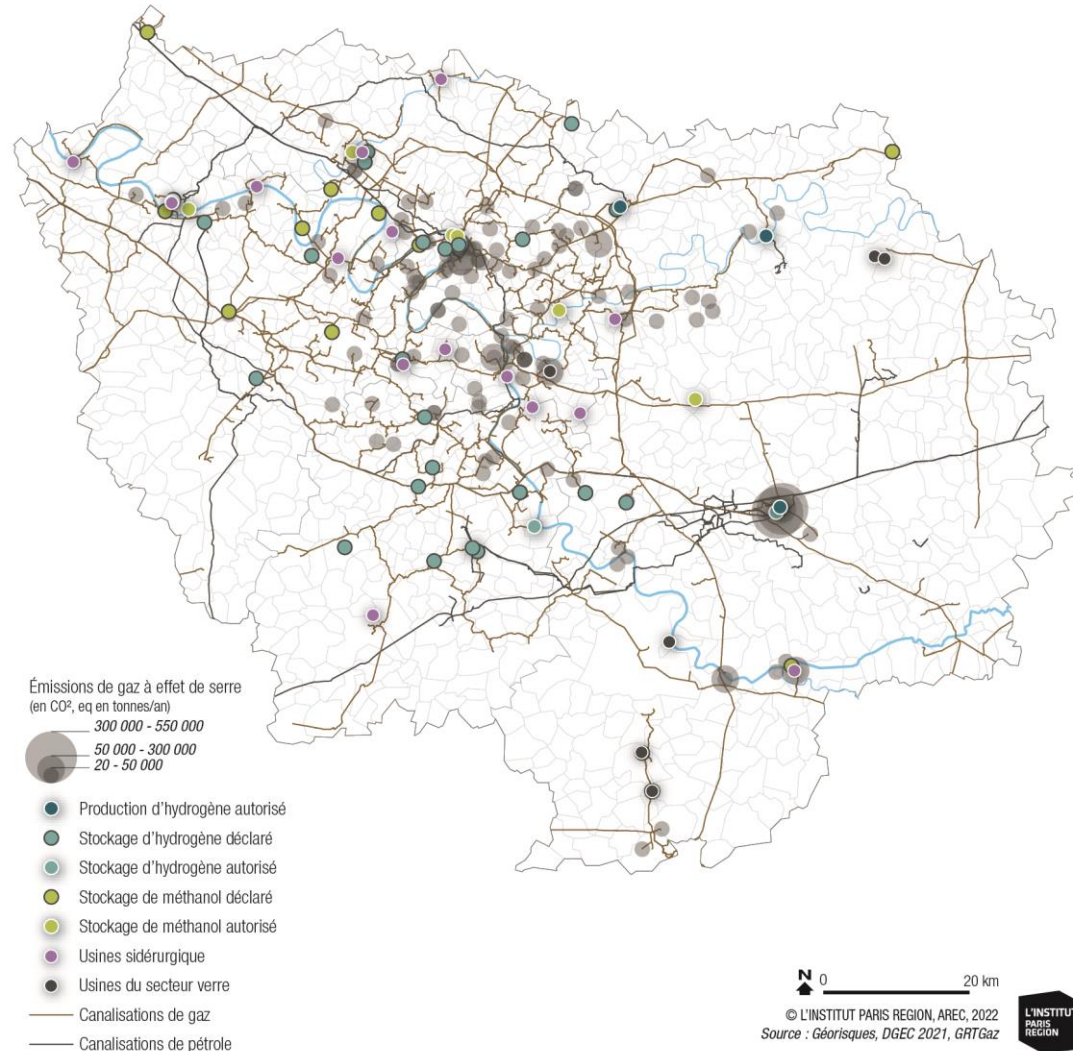 Émissions de gaz à effet de serre
(en CO², eq en tonnes/an)
300 000 - 550 000
50 000 - 300 000
20 - 50 000
Production d'hydrogène autorisé
Stockage d'hydrogène déclaré
Stockage d'hydrogène autorisé
Stockage de méthanol déclaré
Stockage de méthanol autorisé
Usines sidérurgique
Usines du secteur verre
Canalisations de gaz
Canalisations de pétrole
N 0 20 km
© L'INSTITUT PARIS REGION, AREC, 2022
Source : Géorisques, DGEC 2021, GRTGaz
L'INSTITUT
PARIS
REGION